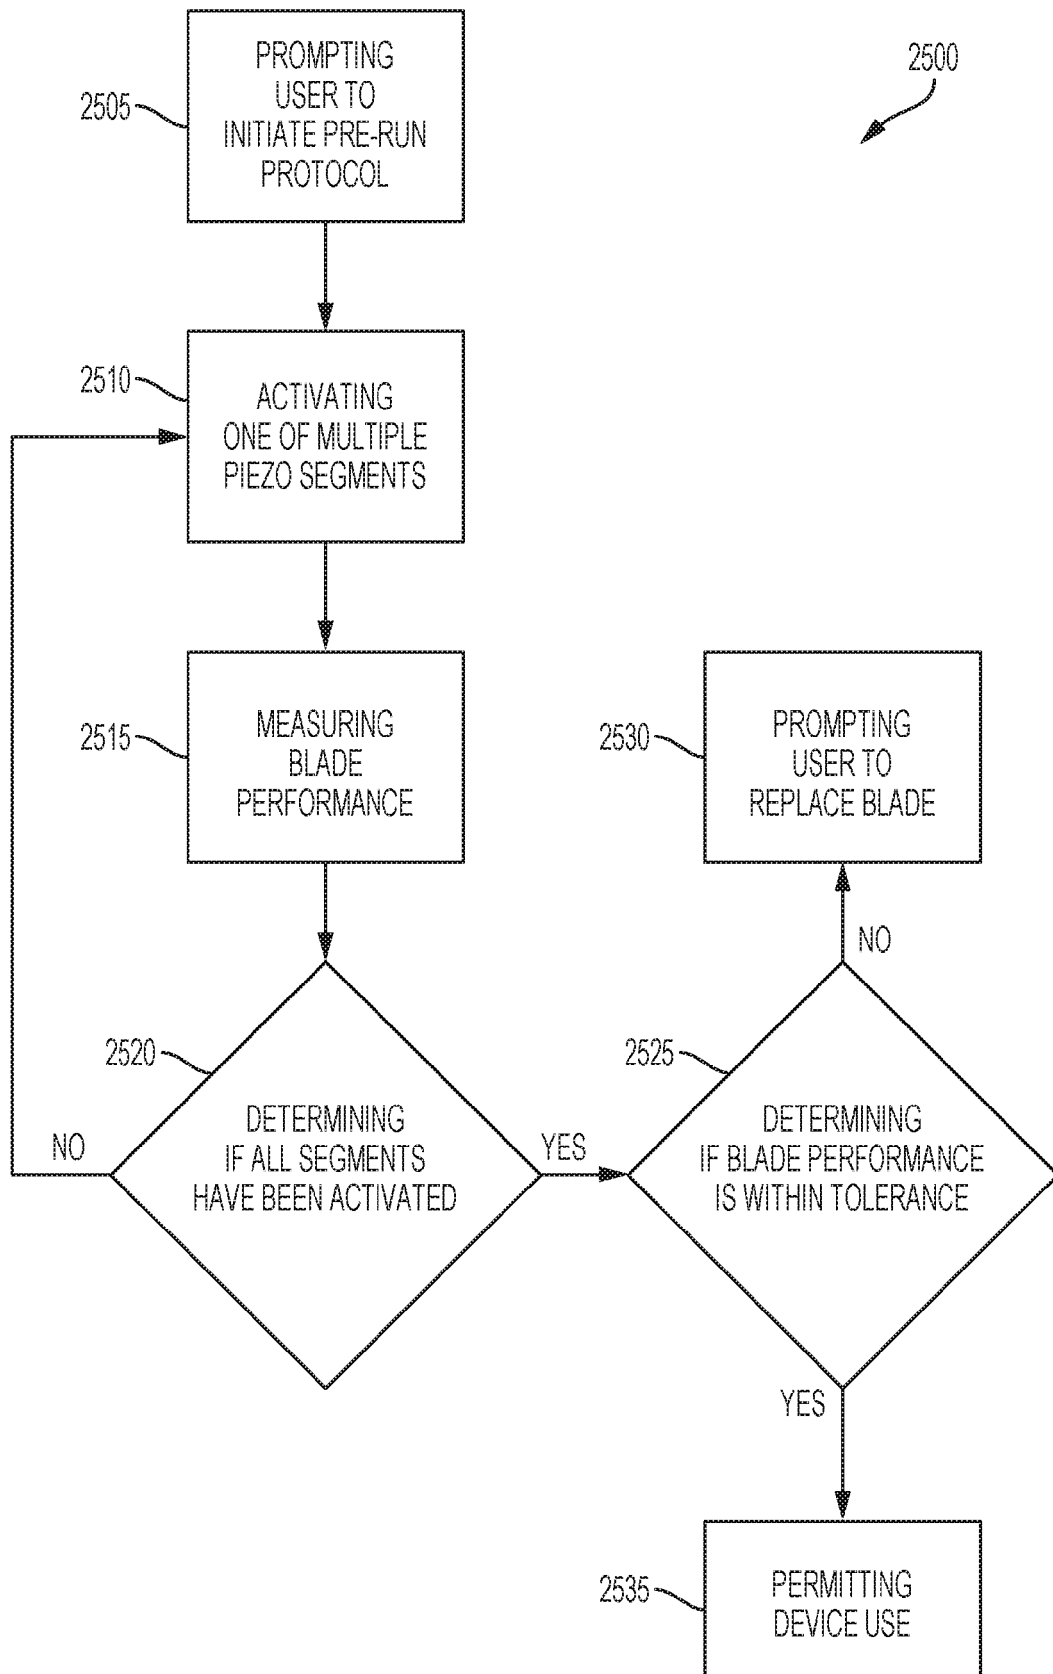 2500
2505
PROMPTING
USER TO
INITIATE PRE-RUN
PROTOCOL
2510
ACTIVATING
ONE OF MULTIPLE
PIEZO SEGMENTS
2515
MEASURING
BLADE
PERFORMANCE
2520
DETERMINING
IF ALL SEGMENTS
HAVE BEEN ACTIVATED
NO
YES
2525
DETERMINING
IF BLADE PERFORMANCE
IS WITHIN TOLERANCE
NO
2530
PROMPTING
USER TO
REPLACE BLADE
YES
2535
PERMITTING
DEVICE USE